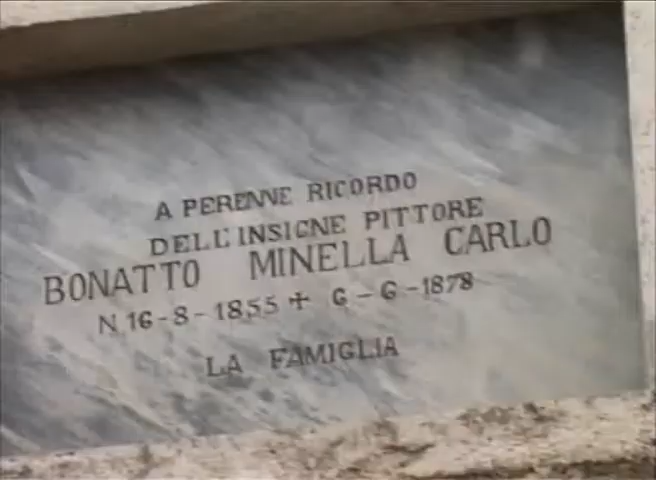 A PERENNE RICORDO
DELL'INSIGNE PITTORE
BONATTO MINELLA CARLO
N 16-8-1855 + 6-6-1878
LA FAMIGLIA